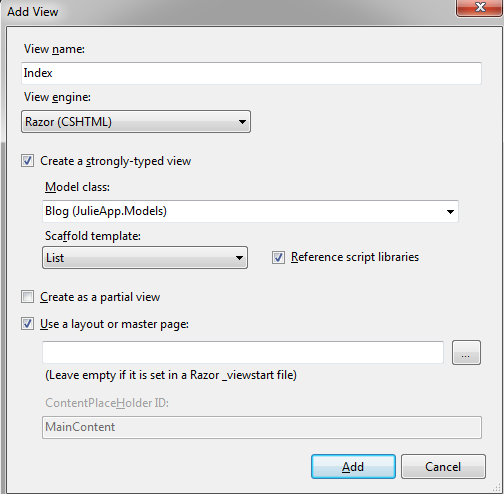 Add View
View name:
Index
View engine:
Razor (CSHTML)
Create a strongly-typed view
Model class:
Blog (JulieApp.Models)
Scaffold template:
List
Reference script libraries
Create as a partial view
Use a layout or master page:
...
(Leave empty if it is set in a Razor _viewstart file)
ContentPlaceHolder ID:
MainContent
Add
Cancel